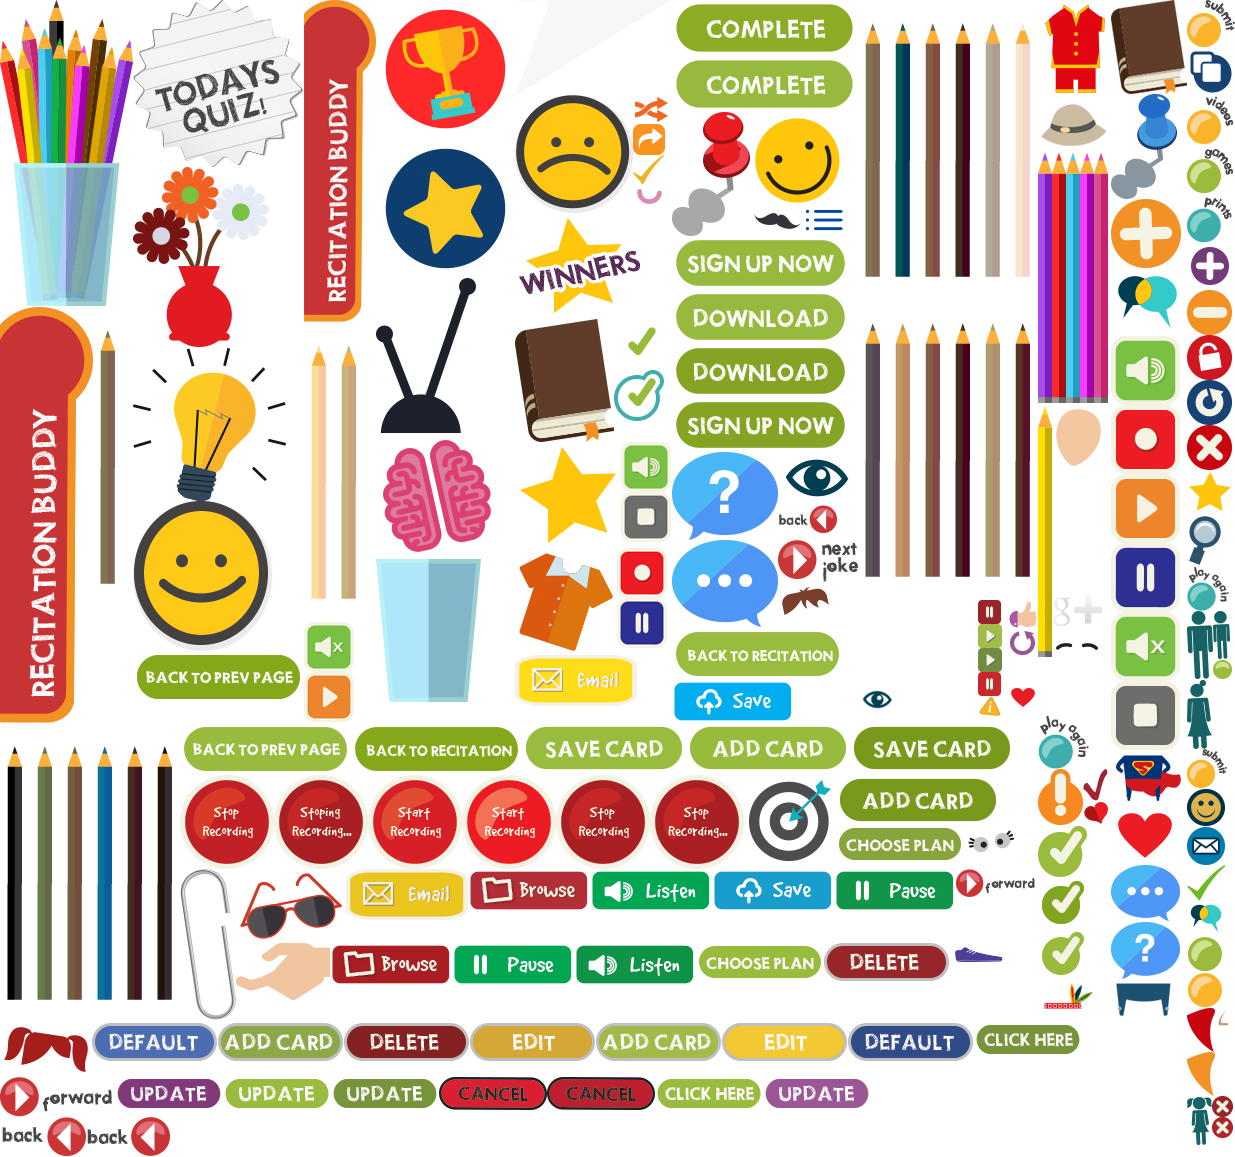 TODAYS
QUIZ!
RECITATION BUDDY
COMPLETE
COMPLETE
submit
videos
games
prints
WINNERS
SIGN UP NOW
DOWNLOAD
DOWNLOAD
SIGN UP NOW
RECITATION BUDDY
?
back
next
joke
play again
g+
BACK TO RECITATION
BACK TO PREV PAGE
Email
Save
BACK TO PREV PAGE
BACK TO RECITATION
SAVE CARD
ADD CARD
SAVE CARD
play again
submit
Stop
Recording
Stoping
Recording...
Start
Recording
Start
Recording
Stop
Recording
Stop
Recording...
ADD CARD
CHOOSE PLAN
Email
Browse
Listen
Save
Pause
forward
Browse
Pause
Listen
CHOOSE PLAN
DELETE
?
DEFAULT
ADD CARD
DELETE
EDIT
ADD CARD
EDIT
DEFAULT
CLICK HERE
forward
UPDATE
UPDATE
UPDATE
CANCEL
CANCEL
CLICK HERE
UPDATE
back
back